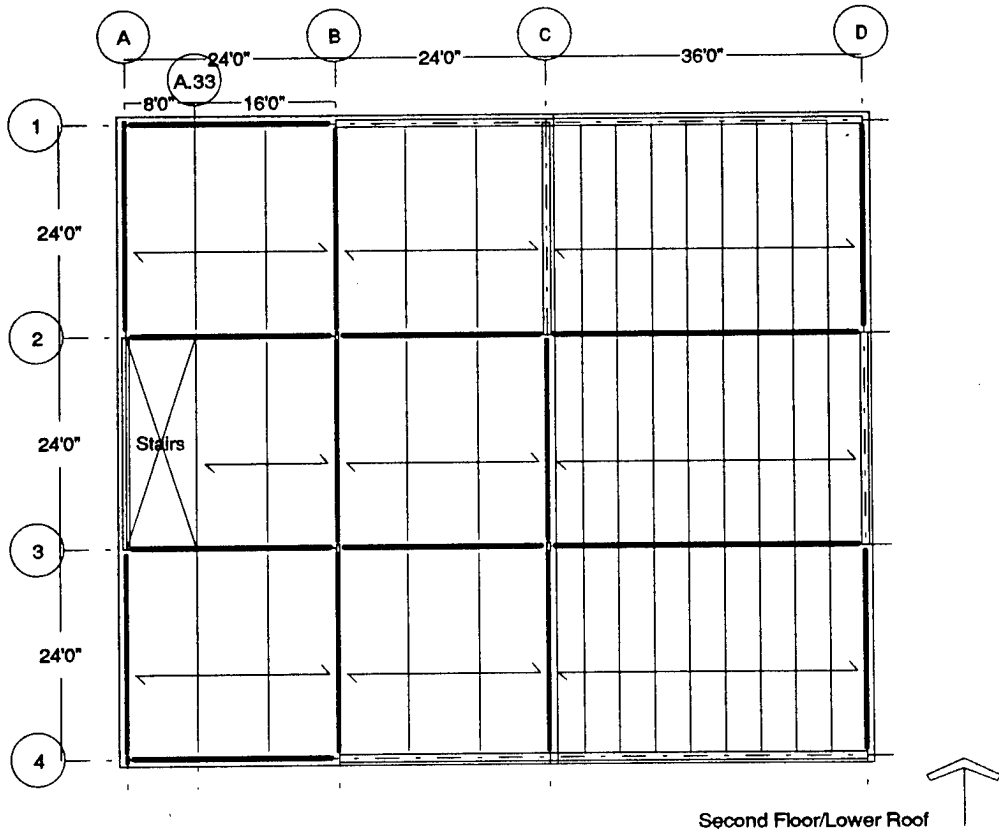 A B C D
24'0" 24'0" 36'0"
A.33
8'0" 16'0"
1
24'0"
2
24'0"
Stairs
3
24'0"
4
Second Floor/Lower Roof